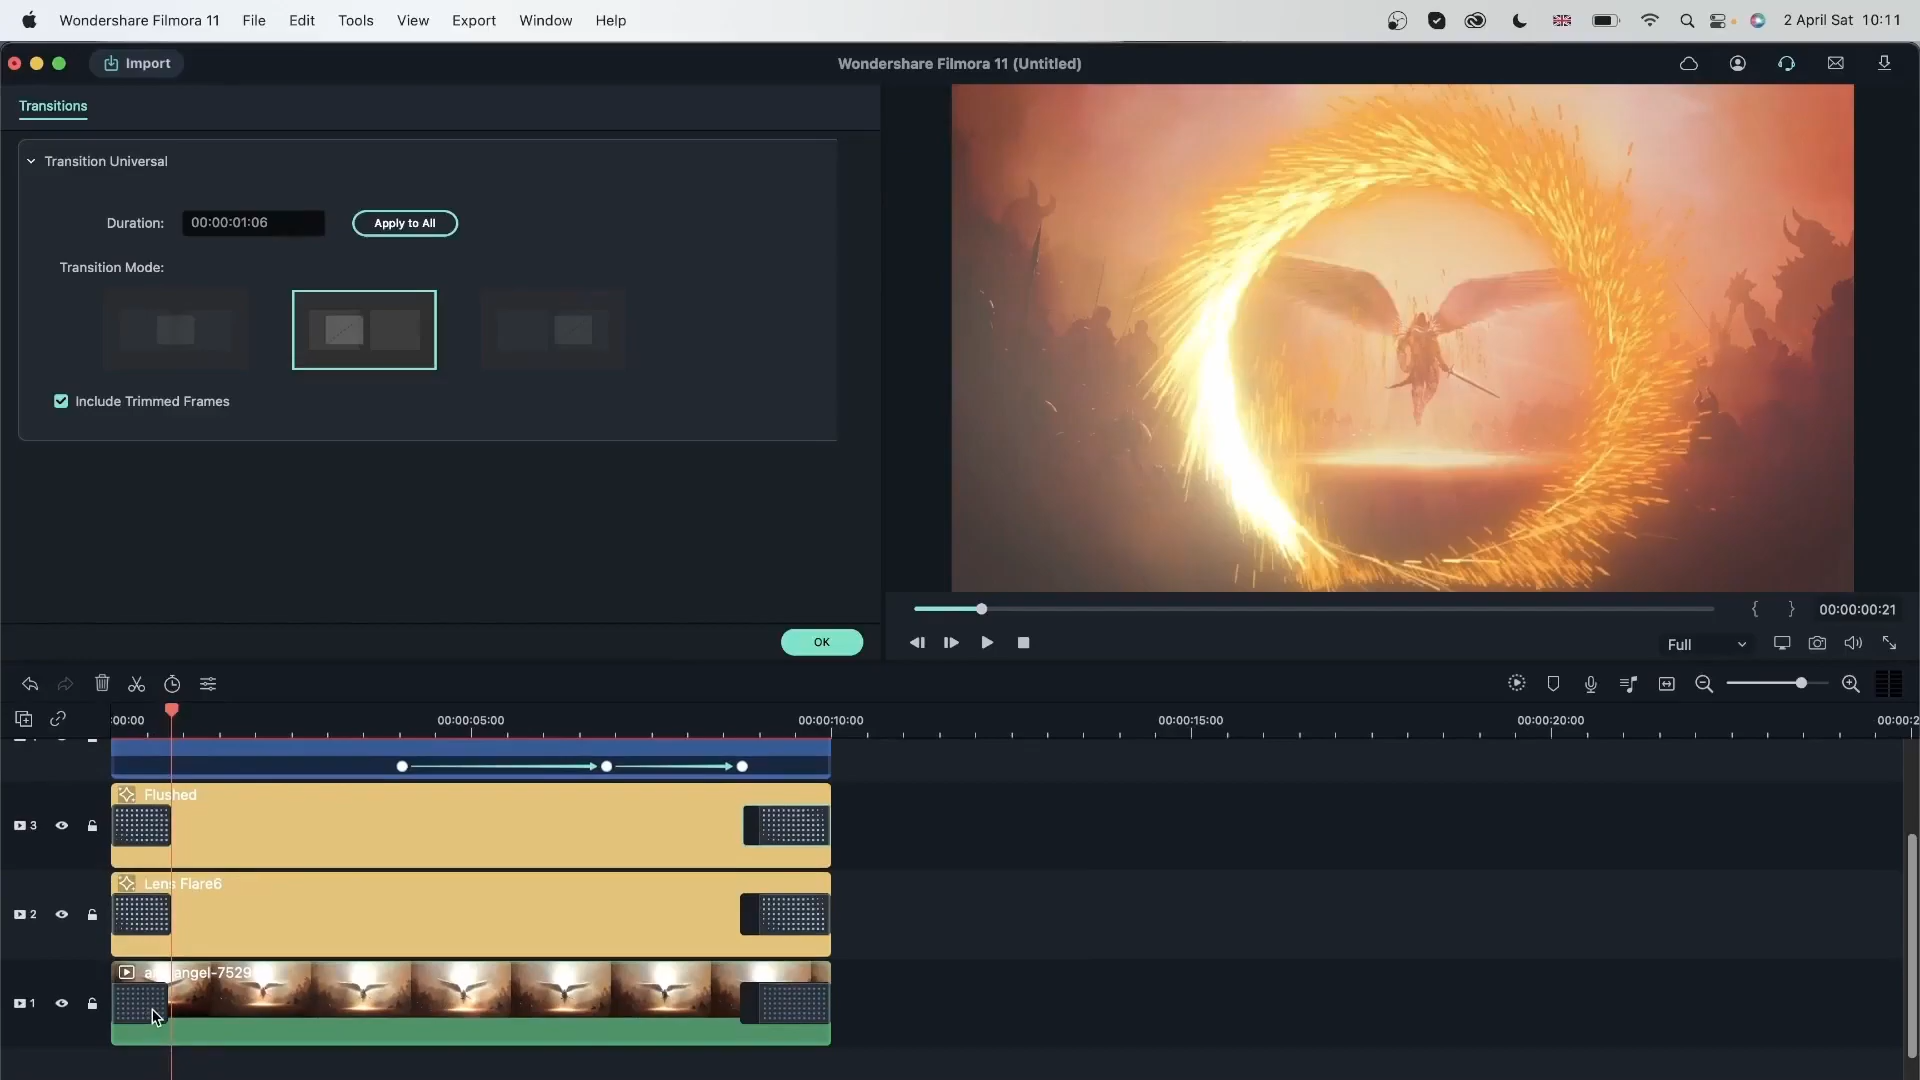 Wondershare Filmora 11 File Edit Tools View Export Window Help 2 April Sat 10:11
Import Wondershare Filmora 11 (Untitled)
Transitions
Transition Universal
Duration: 00:00:01:06 Apply to All
Transition Mode:
Include Trimmed Frames
{ } 00:00:00:21
OK
Full
:00:00 00:00:05:00 00:00:10:00 00:00:15:00 00:00:20:00 00:00:2
Flushed
3
Lens Flare6
2
angel-7529
1